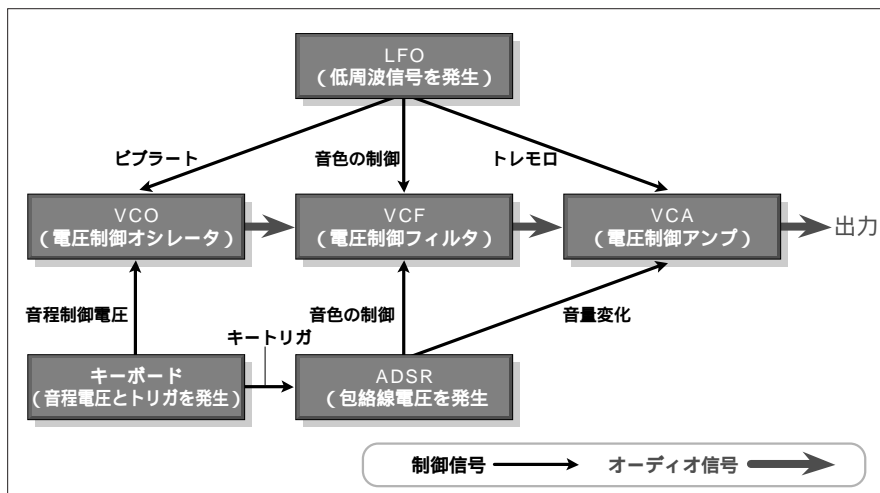 LFO
（低周波信号を発生）
ビブラート
音色の制御
トレモロ
VCO
（電圧制御オシレータ）
VCF
（電圧制御フィルタ）
VCA
（電圧制御アンプ）
出力
音程制御電圧
音色の制御
音量変化
キートリガ
キーボード
（音程電圧とトリガを発生）
ADSR
（包絡線電圧を発生
制御信号
オーディオ信号